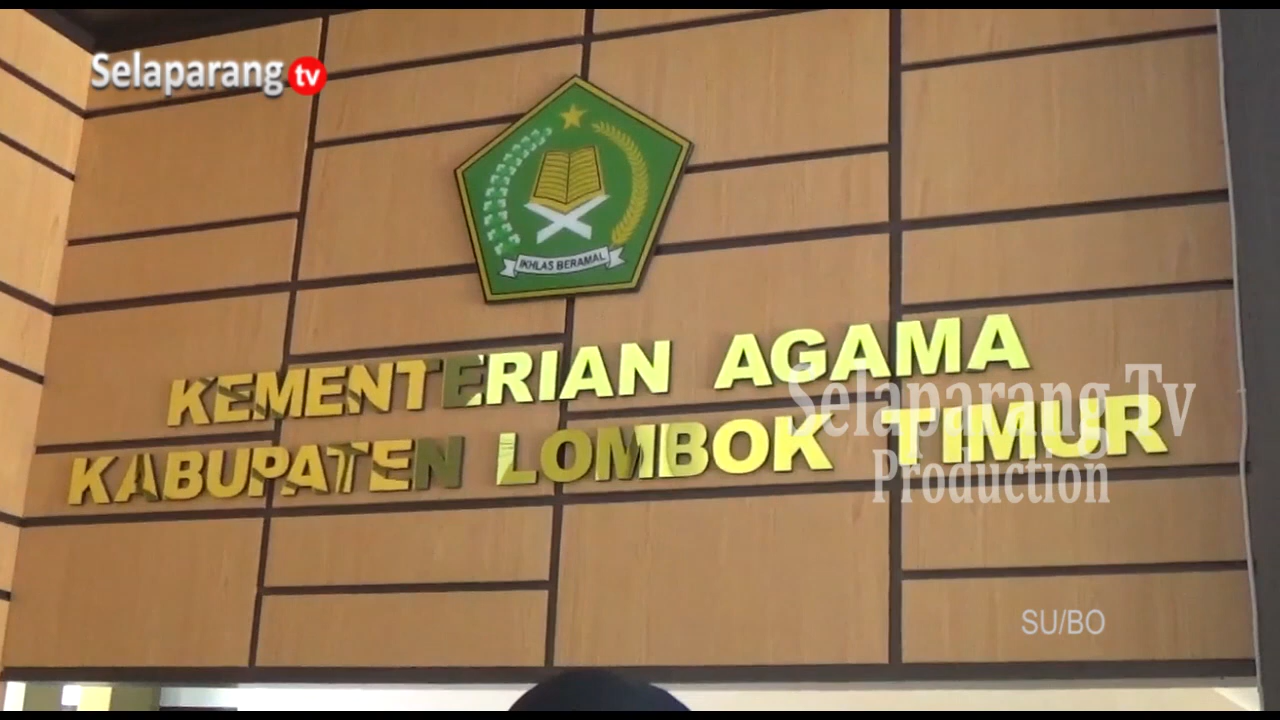 Selaparang tv
IKHLAS BERAMAL
KEMENTERIAN AGAMA
KABUPATEN LOMBOK TIMUR
Selaparang Tv
Production
SU/BO